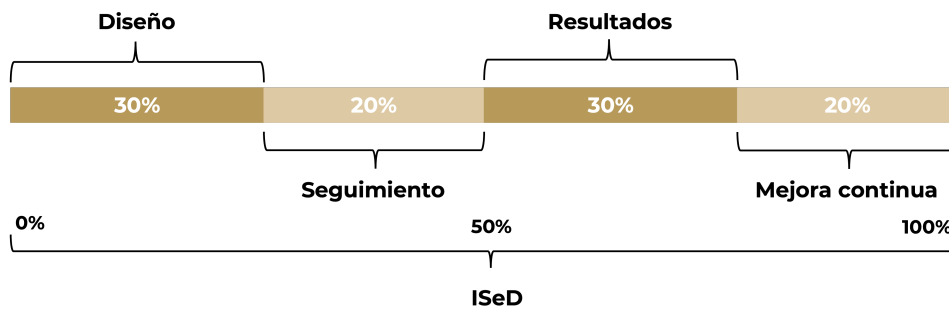 Diseño
Resultados
30%
20%
30%
20%
Seguimiento
Mejora continua
0%
50%
100%
ISeD